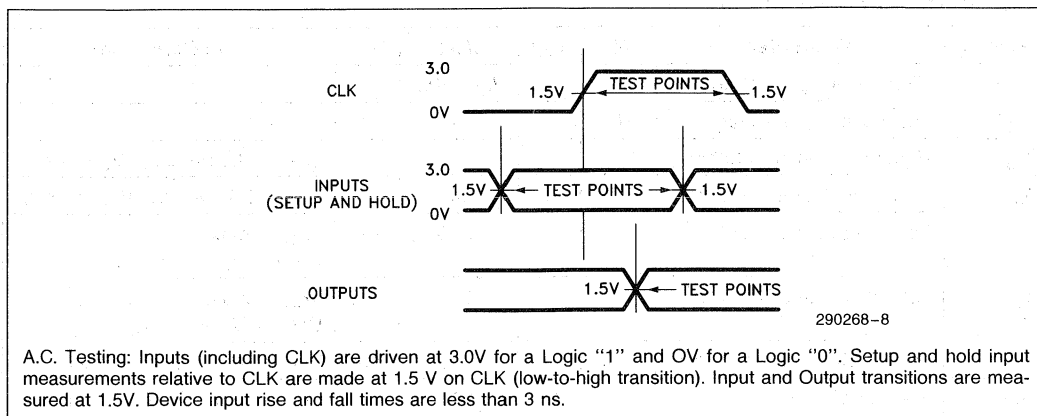 3.0
CLK
1.5V
TEST POINTS
1.5V
0V
3.0
INPUTS
(SETUP AND HOLD)
1.5V
TEST POINTS
1.5V
0V
OUTPUTS
1.5V
TEST POINTS
290268-8
A.C. Testing: Inputs (including CLK) are driven at 3.0V for a Logic "1" and OV for a Logic "0". Setup and hold input
measurements relative to CLK are made at 1.5 V on CLK (low-to-high transition). Input and Output transitions are mea-
sured at 1.5V. Device input rise and fall times are less than 3 ns.